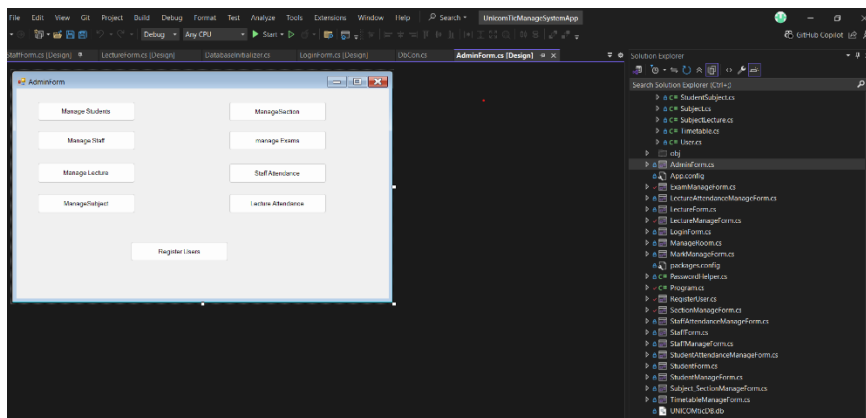 File Edit View Git Project Build Debug Format Test Analyze Tools Extensions Window Help Search UnicomTicManageSystemApp
Debug Any CPU Start GitHub Copilot
StaffForm.cs [Design] LectureForm.cs [Design] DatabaseInitializer.cs LoginForm.cs [Design] DbCon.cs AdminForm.cs [Design]
Solution Explorer
Search Solution Explorer (Ctrl+;)
AdminForm
Manage Students ManageSection
Manage Staff manage Exams
Manage Lecture Staff Attendance
ManageSubject Lecture Attendance
Register Users
C# StudentSubject.cs
C# Subject.cs
C# SubjectLecture.cs
C# Timetable.cs
C# User.cs
obj
AdminForm.cs
App.config
ExamManageForm.cs
LectureAttendanceManageForm.cs
LectureForm.cs
LectureManageForm.cs
LoginForm.cs
ManageRoom.cs
MarkManageForm.cs
packages.config
C# PasswordHelper.cs
C# Program.cs
RegisterUser.cs
SectionManageForm.cs
StaffAttendanceManageForm.cs
StaffForm.cs
StaffManageForm.cs
StudentAttendanceManageForm.cs
StudentForm.cs
StudentManageForm.cs
Subject_SectionManageForm.cs
TimetableManageForm.cs
UNICOMticDB.db